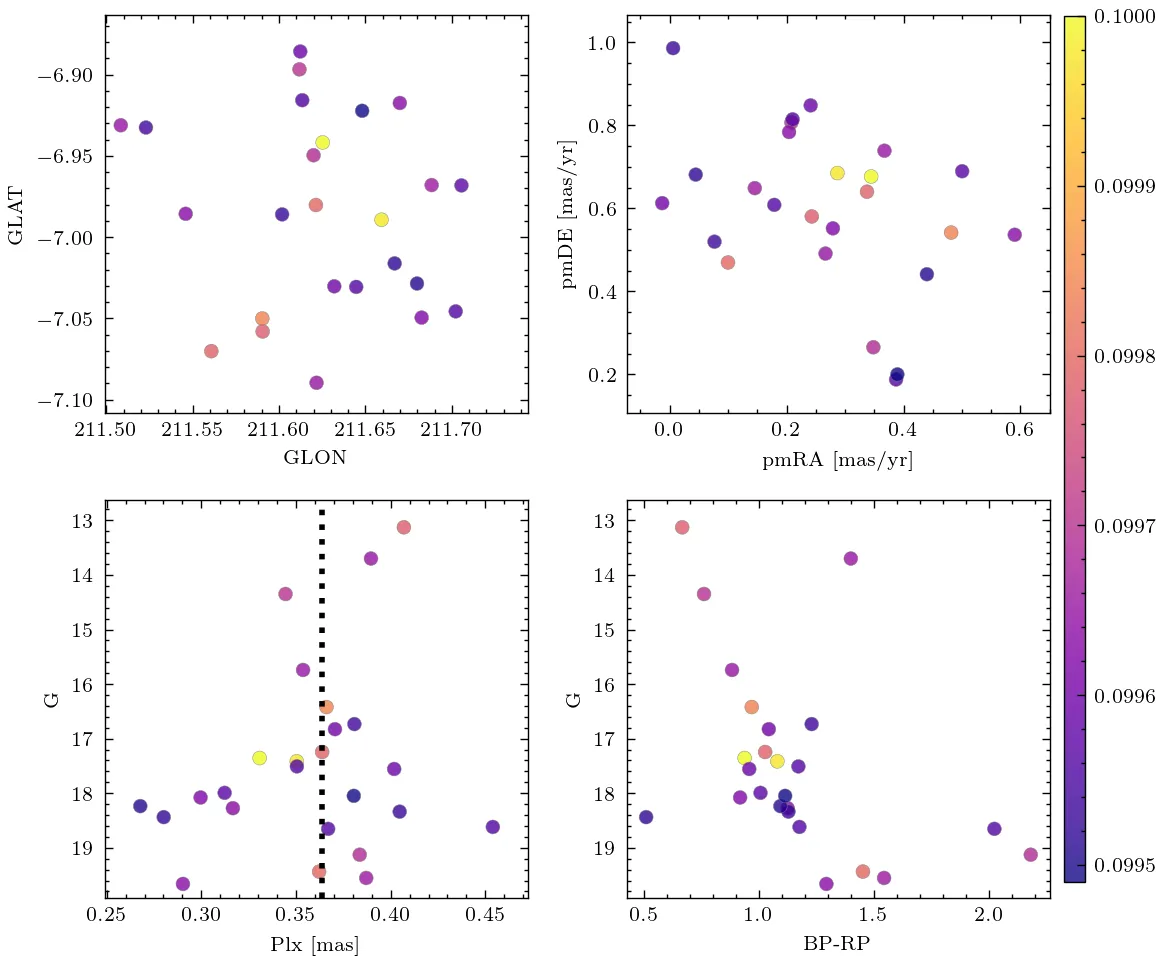 −6.90
−6.95
−7.00
−7.05
−7.10
GLAT
211.50 211.55 211.60 211.65 211.70
GLON
1.0
0.8
0.6
0.4
0.2
pmDE [mas/yr]
0.0 0.2 0.4 0.6
pmRA [mas/yr]
13
14
15
16
17
18
19
G
0.25 0.30 0.35 0.40 0.45
Plx [mas]
13
14
15
16
17
18
19
G
0.5 1.0 1.5 2.0
BP-RP
0.1000
0.0999
0.0998
0.0997
0.0996
0.0995